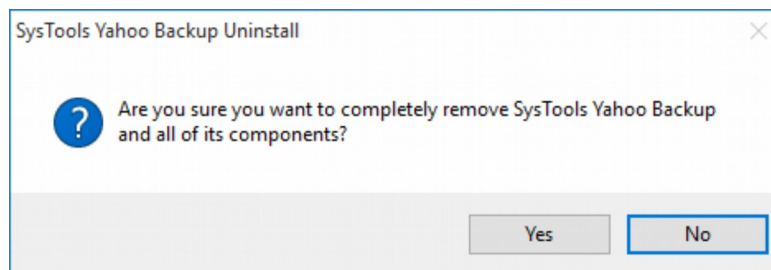 SysTools Yahoo Backup Uninstall
Are you sure you want to completely remove SysTools Yahoo Backup
and all of its components?
Yes No